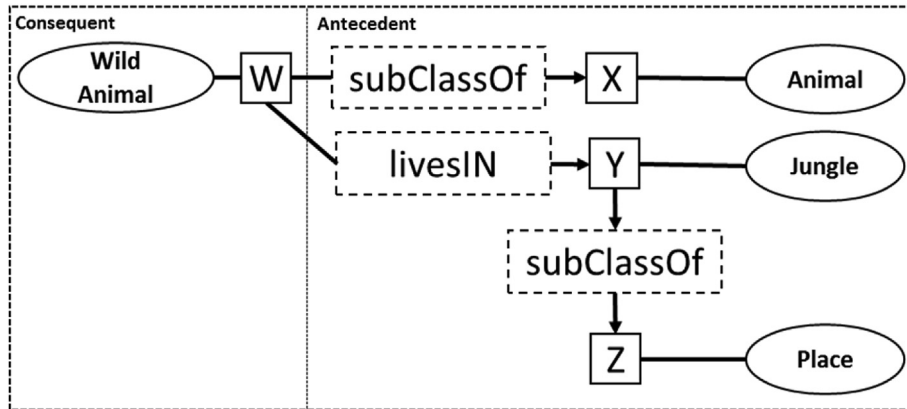 Consequent
Antecedent
Wild
Animal
W
subClassOf
X
Animal
livesIN
Y
Jungle
subClassOf
Z
Place